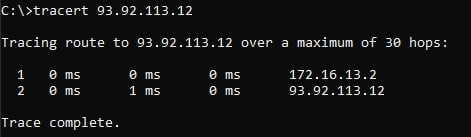 C:\>tracert 93.92.113.12
Tracing route to 93.92.113.12 over a maximum of 30 hops:
1 0 ms 0 ms 0 ms 172.16.13.2
2 0 ms 1 ms 0 ms 93.92.113.12
Trace complete.